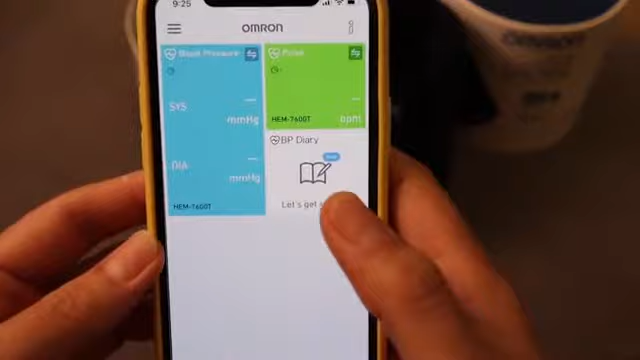 9:25
OMRON
Blood Pressure
Pulse
SYS
mmHg
HEM-7600T
bpm
BP Diary
DIA
mmHg
Let's get
HEM-7600T